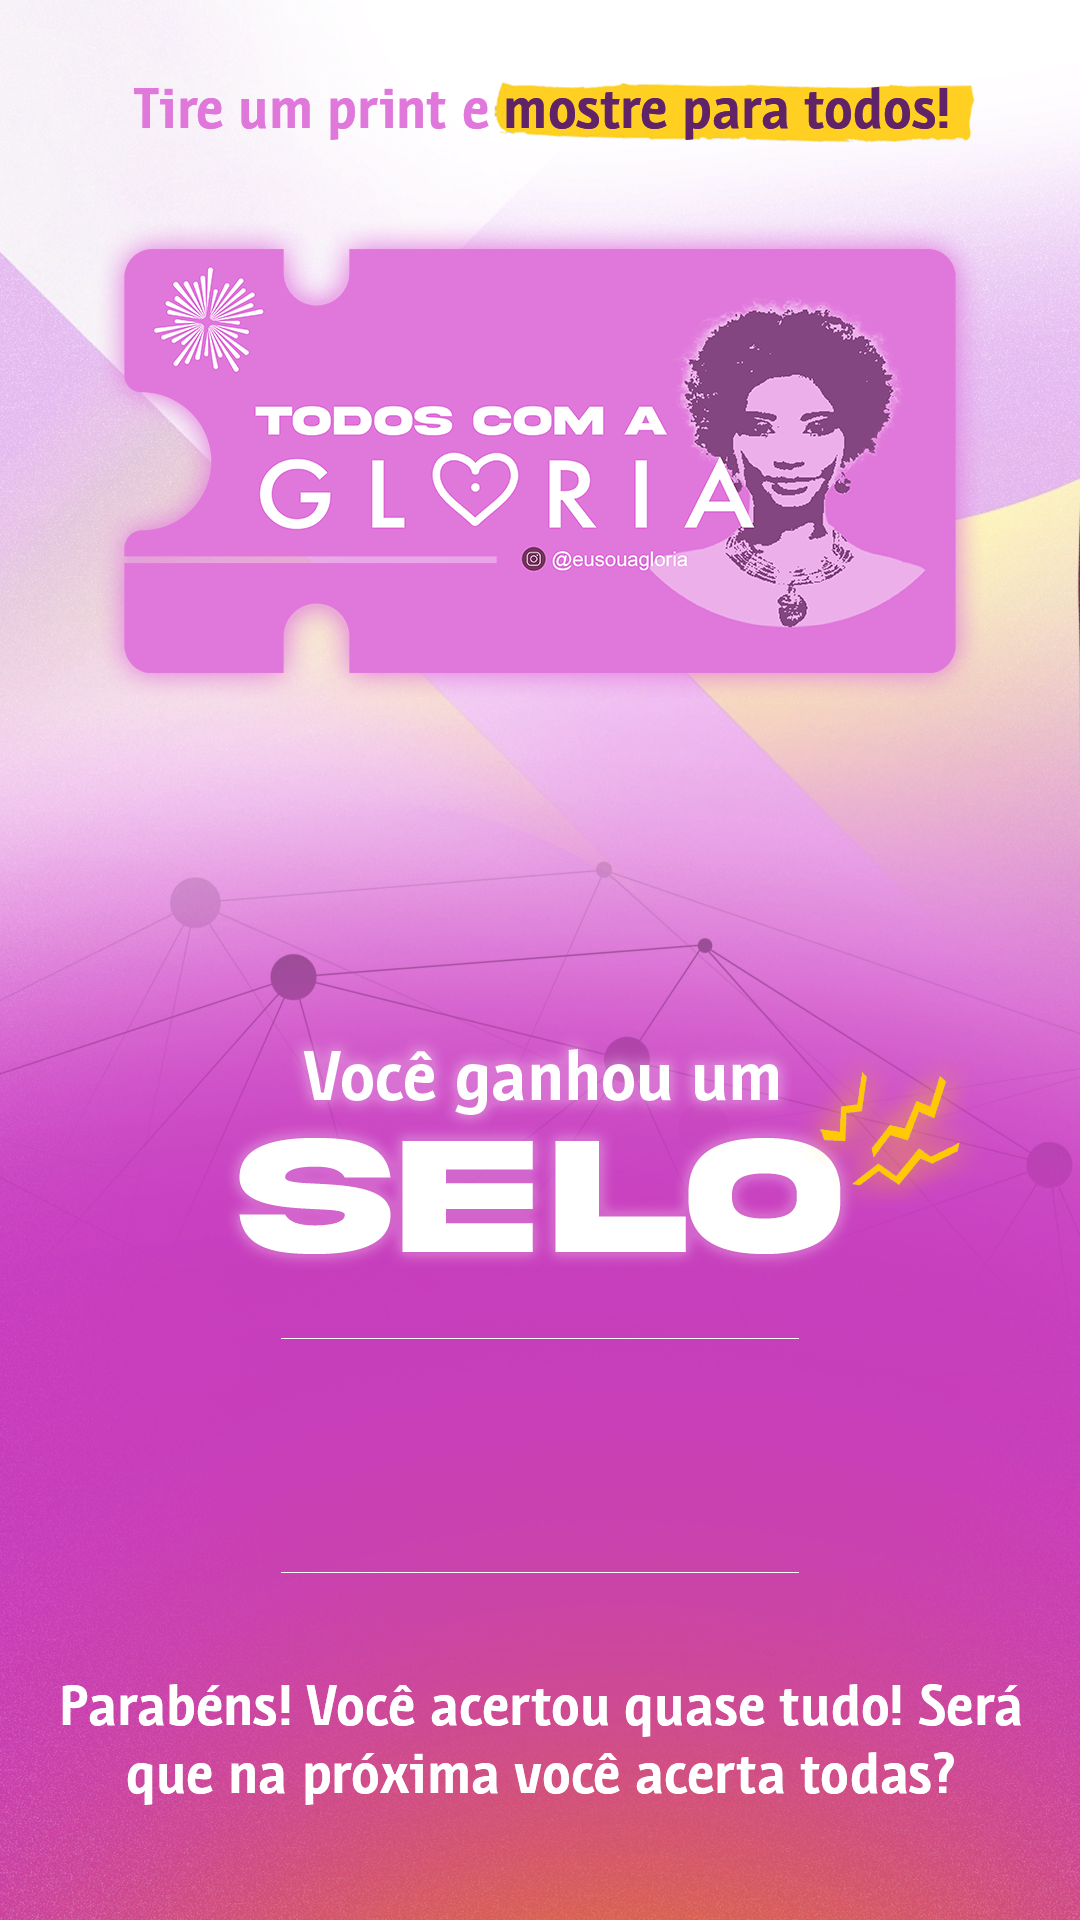 Tire um print e mostre para todos!
TODOS COM A
GLORIA
@eusouagloria
Você ganhou um
SELO
Parabéns! Você acertou quase tudo! Será
que na próxima você acerta todas?